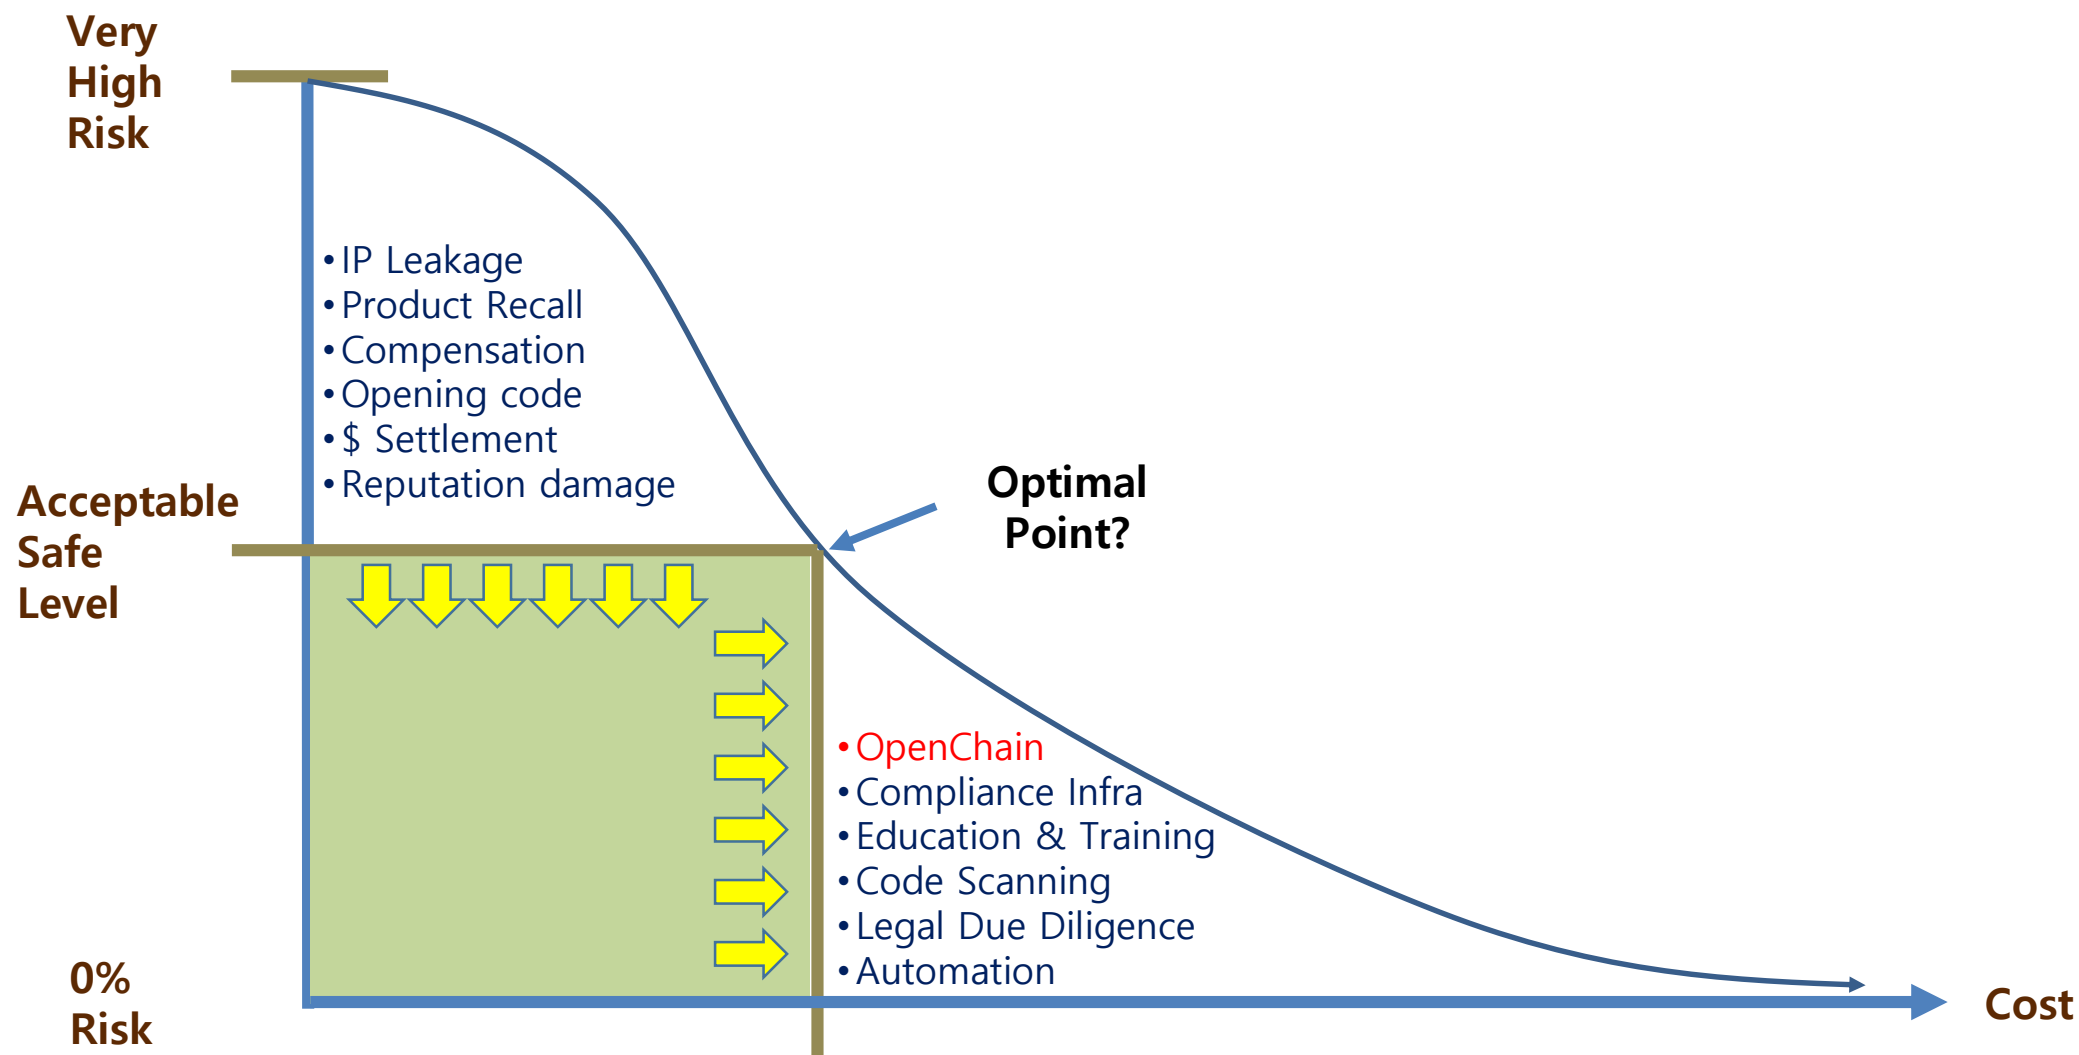 Very
High
Risk
•IP Leakage
•Product Recall
•Compensation
•Opening code
•$ Settlement
•Reputation damage
Acceptable
Safe
Level
Optimal
Point?
•OpenChain
•Compliance Infra
•Education & Training
•Code Scanning
•Legal Due Diligence
•Automation
0%
Risk
Cost